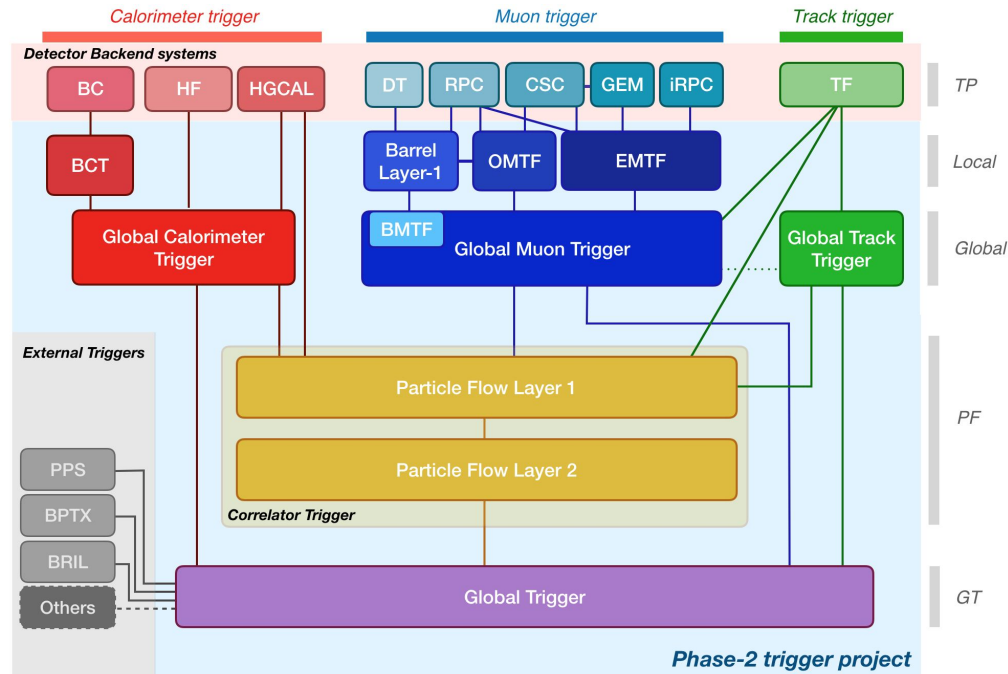 Calorimeter trigger
Muon trigger
Track trigger
Detector Backend systems
BC
HF
HGCAL
DT
RPC
CSC
GEM
iRPC
TF
TP
BCT
Barrel
Layer-1
OMTF
EMTF
Local
Global Calorimeter
Trigger
BMTF
Global Muon Trigger
Global Track
Trigger
Global
External Triggers
Particle Flow Layer 1
PF
Particle Flow Layer 2
Correlator Trigger
PPS
BPTX
BRIL
Others
Global Trigger
GT
Phase-2 trigger project